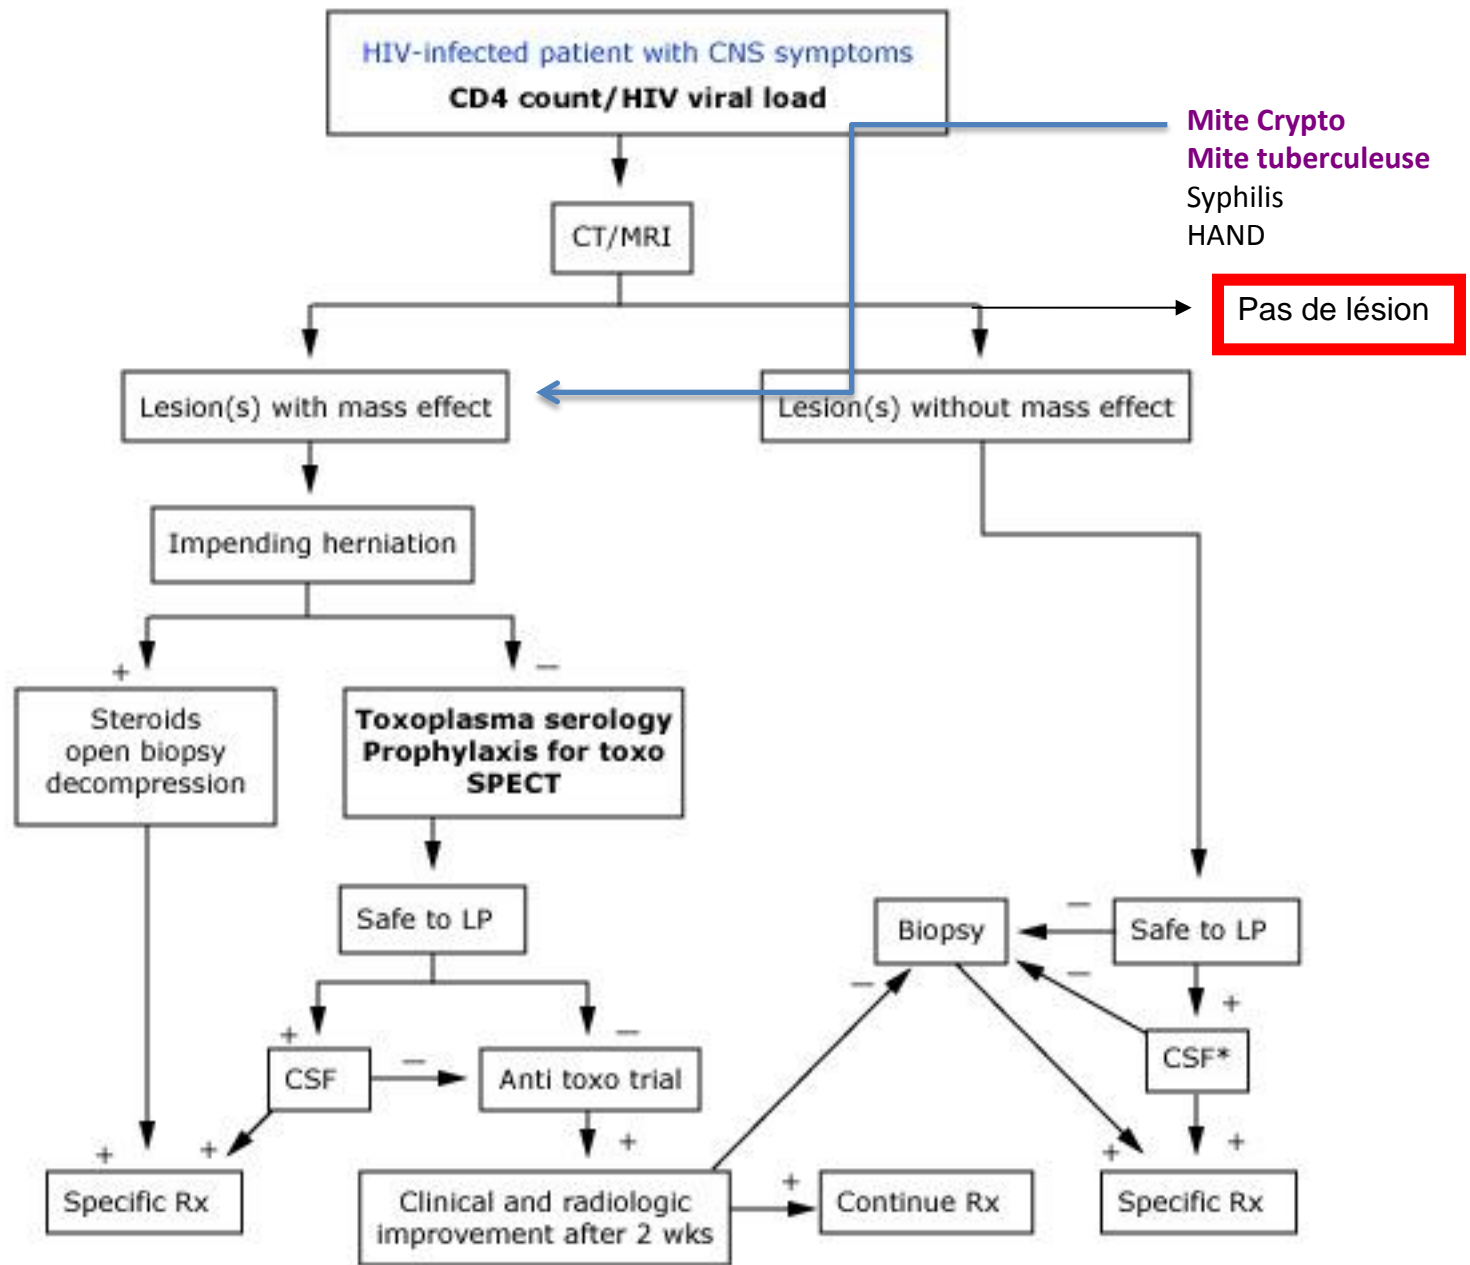 HIV-infected patient with CNS symptoms
CD4 count/HIV viral load
Mite Crypto
Mite tuberculeuse
Syphilis
HAND
CT/MRI
Pas de lésion
Lesion(s) with mass effect
Lesion(s) without mass effect
Impending herniation
+
—
Steroids
open biopsy
decompression
Toxoplasma serology
Prophylaxis for toxo
SPECT
Safe to LP
Biopsy
—
Safe to LP
—
—
+
+
—
CSF
—
Anti toxo trial
CSF*
+
+
+
+
+
Specific Rx
Clinical and radiologic
improvement after 2 wks
+
Continue Rx
+
Specific Rx